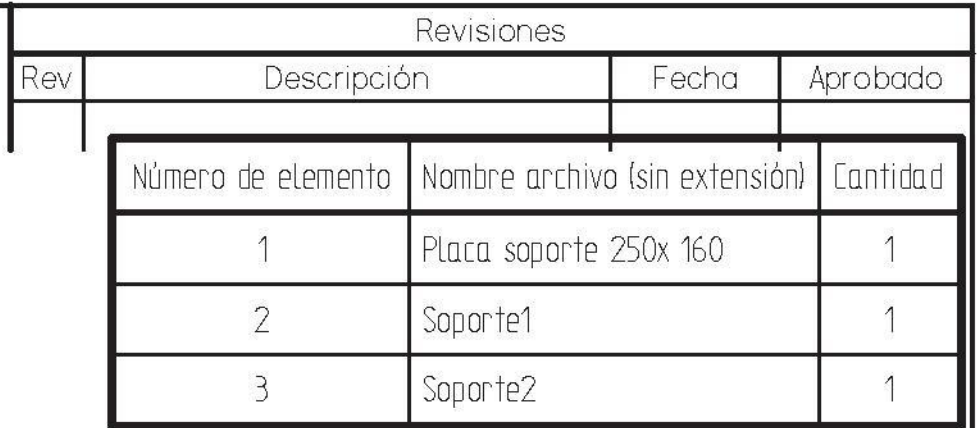 Revisiones
Rev Descripción Fecha Aprobado
Número de elemento Nombre archivo (sin extensión) Cantidad
1 Placa soporte 250x 160 1
2 Soporte1 1
3 Soporte2 1